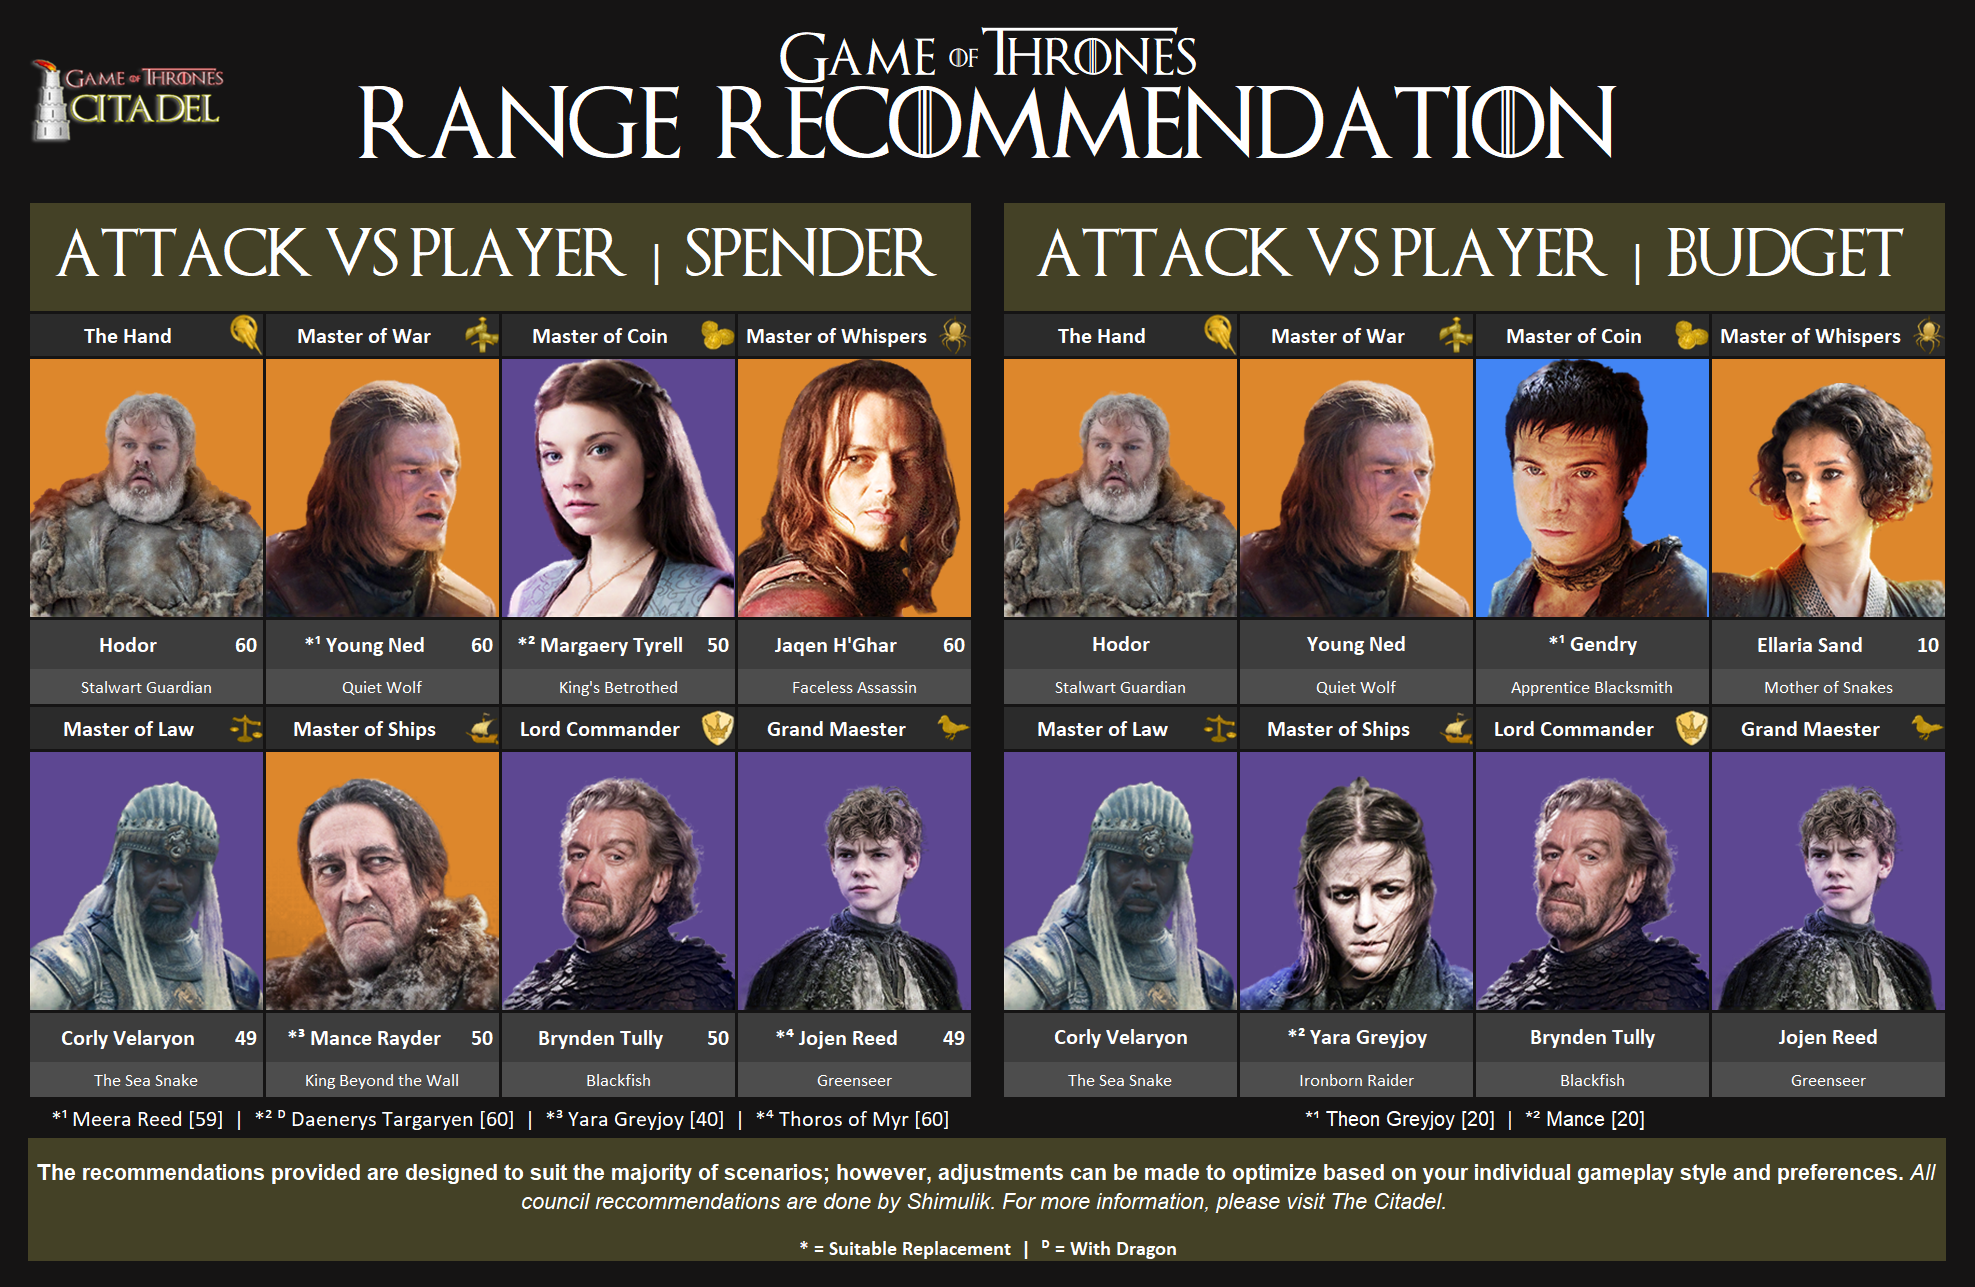 GAME OF THRONES
CITADEL
GAME OF THRONES
RANGE RECOMMENDATION
ATTACK VS PLAYER | SPENDER
The Hand
Master of War
Master of Coin
Master of Whispers
Hodor 60
*¹ Young Ned 60
*² Margaery Tyrell 50
Jaqen H'Ghar 60
Stalwart Guardian
Quiet Wolf
King's Betrothed
Faceless Assassin
Master of Law
Master of Ships
Lord Commander
Grand Maester
Corly Velaryon 49
*³ Mance Rayder 50
Brynden Tully 50
*⁴ Jojen Reed 49
The Sea Snake
King Beyond the Wall
Blackfish
Greenseer
*¹ Meera Reed [59] | *² ᴰ Daenerys Targaryen [60] | *³ Yara Greyjoy [40] | *⁴ Thoros of Myr [60]
ATTACK VS PLAYER | BUDGET
The Hand
Master of War
Master of Coin
Master of Whispers
Hodor
Young Ned
*¹ Gendry
Ellaria Sand 10
Stalwart Guardian
Quiet Wolf
Apprentice Blacksmith
Mother of Snakes
Master of Law
Master of Ships
Lord Commander
Grand Maester
Corly Velaryon
*² Yara Greyjoy
Brynden Tully
Jojen Reed
The Sea Snake
Ironborn Raider
Blackfish
Greenseer
*¹ Theon Greyjoy [20] | *² Mance [20]
The recommendations provided are designed to suit the majority of scenarios; however, adjustments can be made to optimize based on your individual gameplay style and preferences. All
council reccommendations are done by Shimulik. For more information, please visit The Citadel.
* = Suitable Replacement | ᴰ = With Dragon